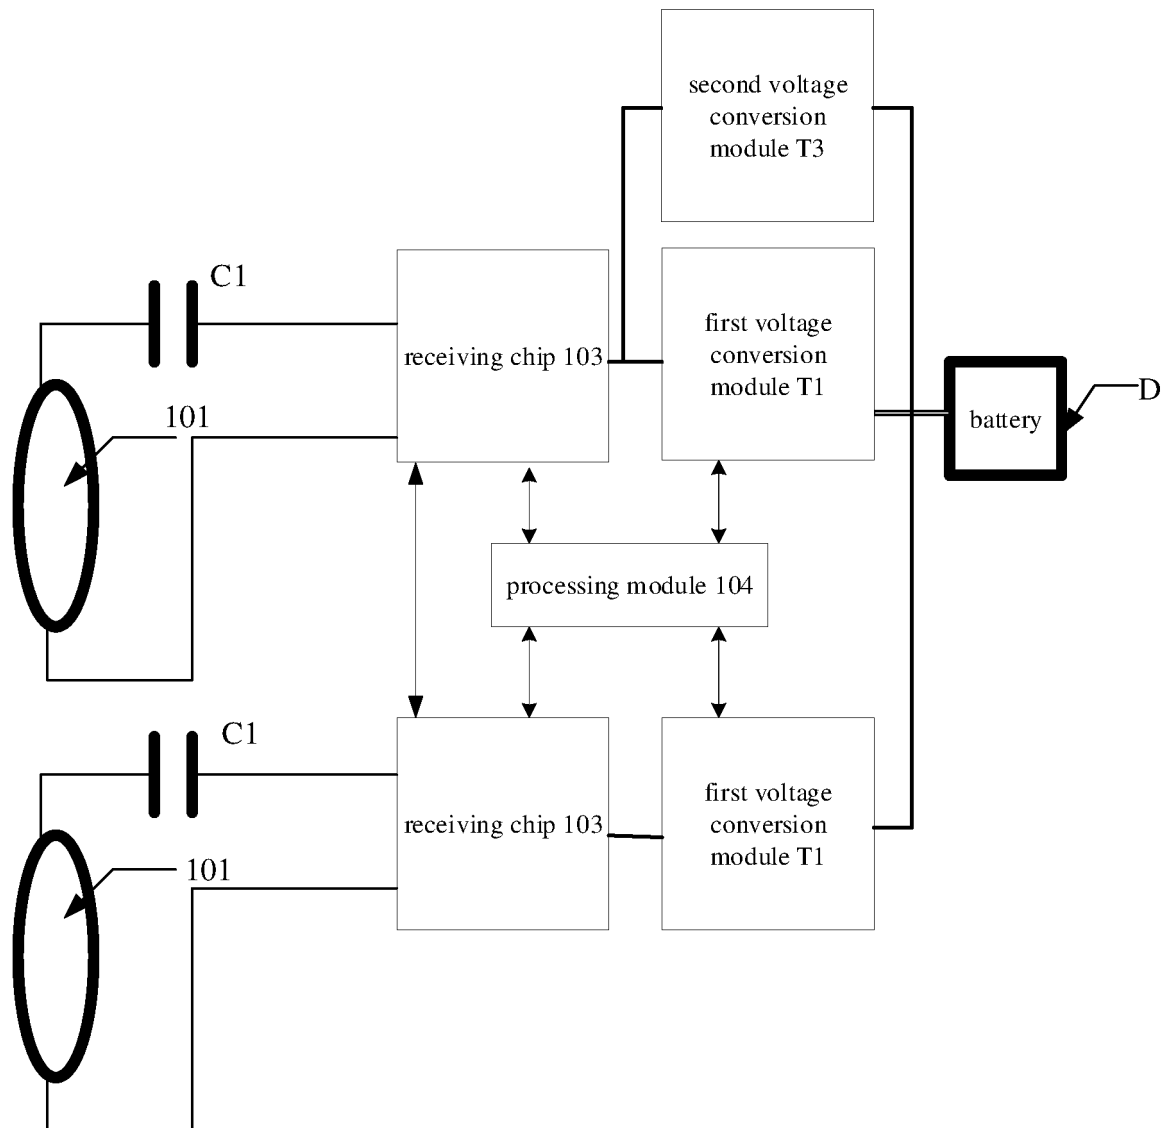 second voltage
conversion
module T3
C1
receiving chip 103
first voltage
conversion
module T1
101
battery
D
processing module 104
C1
receiving chip 103
first voltage
conversion
module T1
101